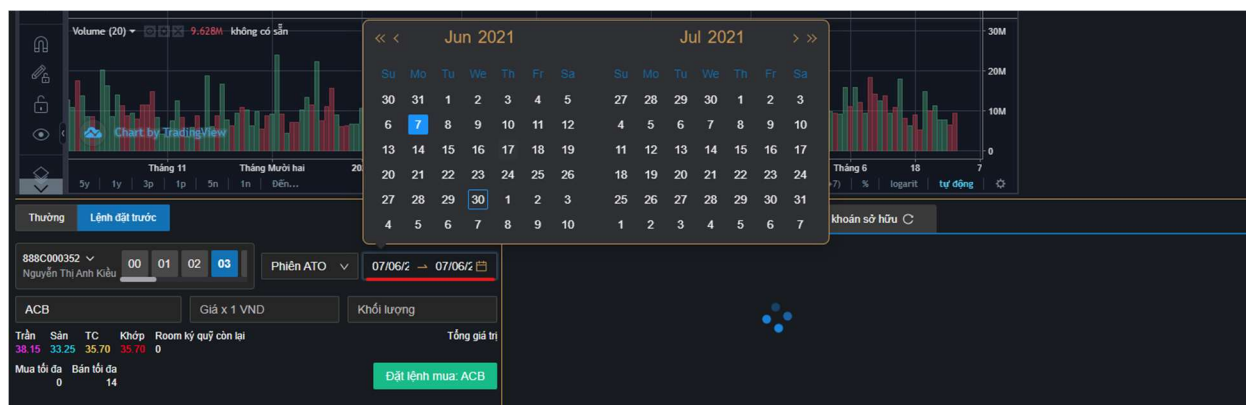 Volume (20) 9.628M không có sẵn
30M
20M
10M
0
Chart by TradingView
Tháng 11 Tháng Mười hai 20 Tháng 6 18 7
5y 1y 3p 1p 5n 1n Đến... +7) % logarit tự động
« < Jun 2021 Jul 2021 > »
Su Mo Tu We Th Fr Sa Su Mo Tu We Th Fr Sa
30 31 1 2 3 4 5 27 28 29 30 1 2 3
6 7 8 9 10 11 12 4 5 6 7 8 9 10
13 14 15 16 17 18 19 11 12 13 14 15 16 17
20 21 22 23 24 25 26 18 19 20 21 22 23 24
27 28 29 30 1 2 3 25 26 27 28 29 30 31
4 5 6 7 8 9 10 1 2 3 4 5 6 7
Thường Lệnh đặt trước khoán sở hữu
888C000352
Nguyễn Thị Anh Kiều
00 01 02 03 Phiên ATO 07/06/2 → 07/06/2
ACB Giá x 1 VND Khối lượng
Trần Sàn TC Khớp Room ký quỹ còn lại Tổng giá trị
38.15 33.25 35.70 35.70 0
Mua tối đa Bán tối đa
0 14
Đặt lệnh mua: ACB